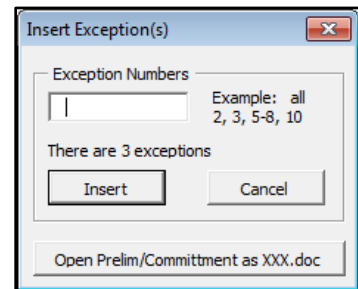 Insert Exception(s)
Exception Numbers
Example: all
2, 3, 5-8, 10
There are 3 exceptions
Insert Cancel
Open Prelim/Committment as XXX.doc